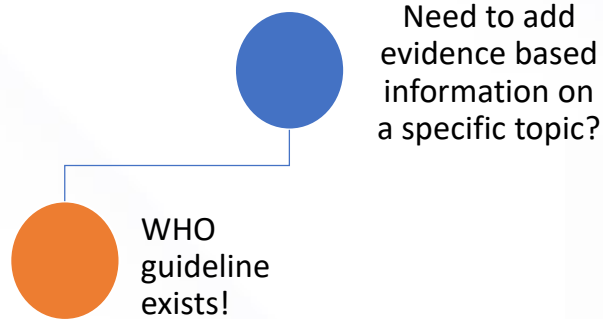 Need to add
evidence based
information on
a specific topic?
WHO
guideline
exists!